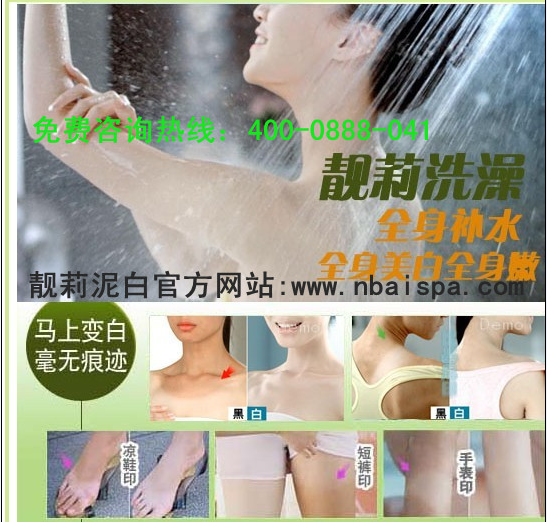 免费咨询热线：400-0888-041
靓莉洗澡
全身补水
全身美白全身嫩
靓莉泥白官方网站:www.nbaispa.com
马上变白
毫无痕迹
Demo
Demo
黑 白
黑 白
凉鞋印
短裤印
手表印